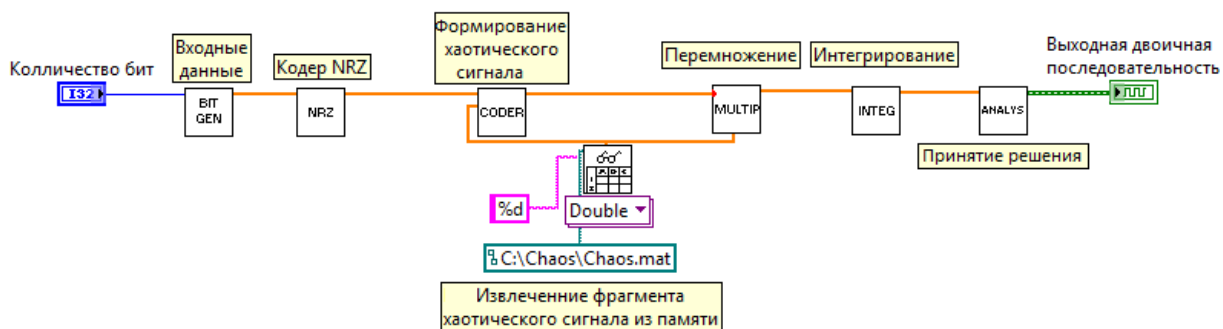 Колличество бит
I32
Входные
данные
BIT
GEN
Кодер NRZ
NRZ
Формирование
хаотического
сигнала
CODER
Перемножение
MULTIP
Интегрирование
INTEG
ANALYS
Принятие решения
Выходная двоичная
последовательность
%d
Double
C:\Chaos\Chaos.mat
Извлеченние фрагмента
хаотического сигнала из памяти